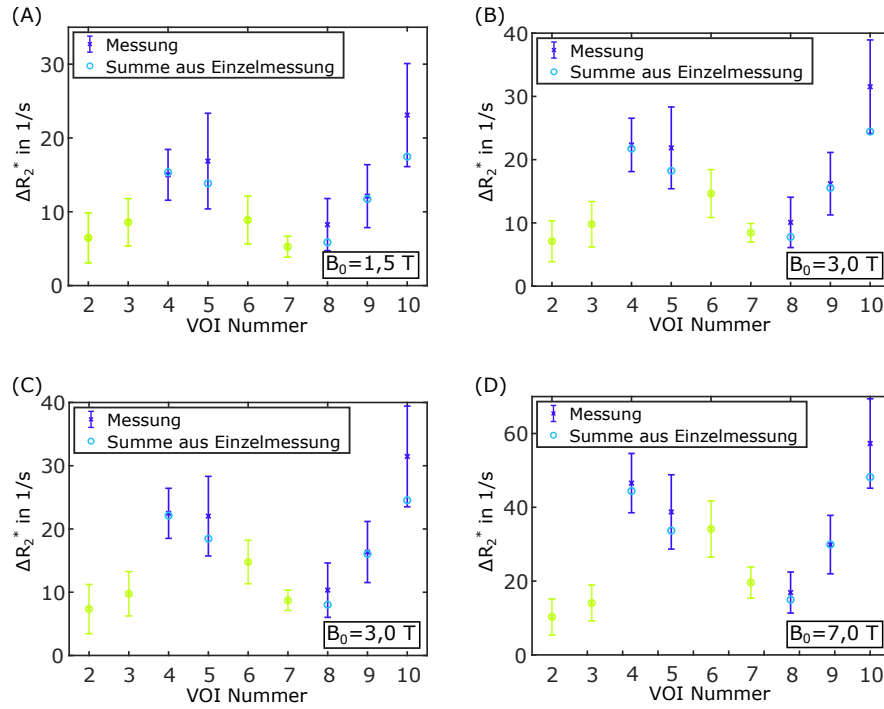 (A)
ΔR₂* in 1/s
30
20
10
0
Messung
Summe aus Einzelmessung
B₀=1,5 T
2 3 4 5 6 7 8 9 10
VOI Nummer
(B)
ΔR₂* in 1/s
40
30
20
10
0
Messung
Summe aus Einzelmessung
B₀=3,0 T
2 3 4 5 6 7 8 9 10
VOI Nummer
(C)
ΔR₂* in 1/s
40
30
20
10
0
Messung
Summe aus Einzelmessung
B₀=3,0 T
2 3 4 5 6 7 8 9 10
VOI Nummer
(D)
ΔR₂* in 1/s
60
40
20
0
Messung
Summe aus Einzelmessung
B₀=7,0 T
2 3 4 5 6 7 8 9 10
VOI Nummer